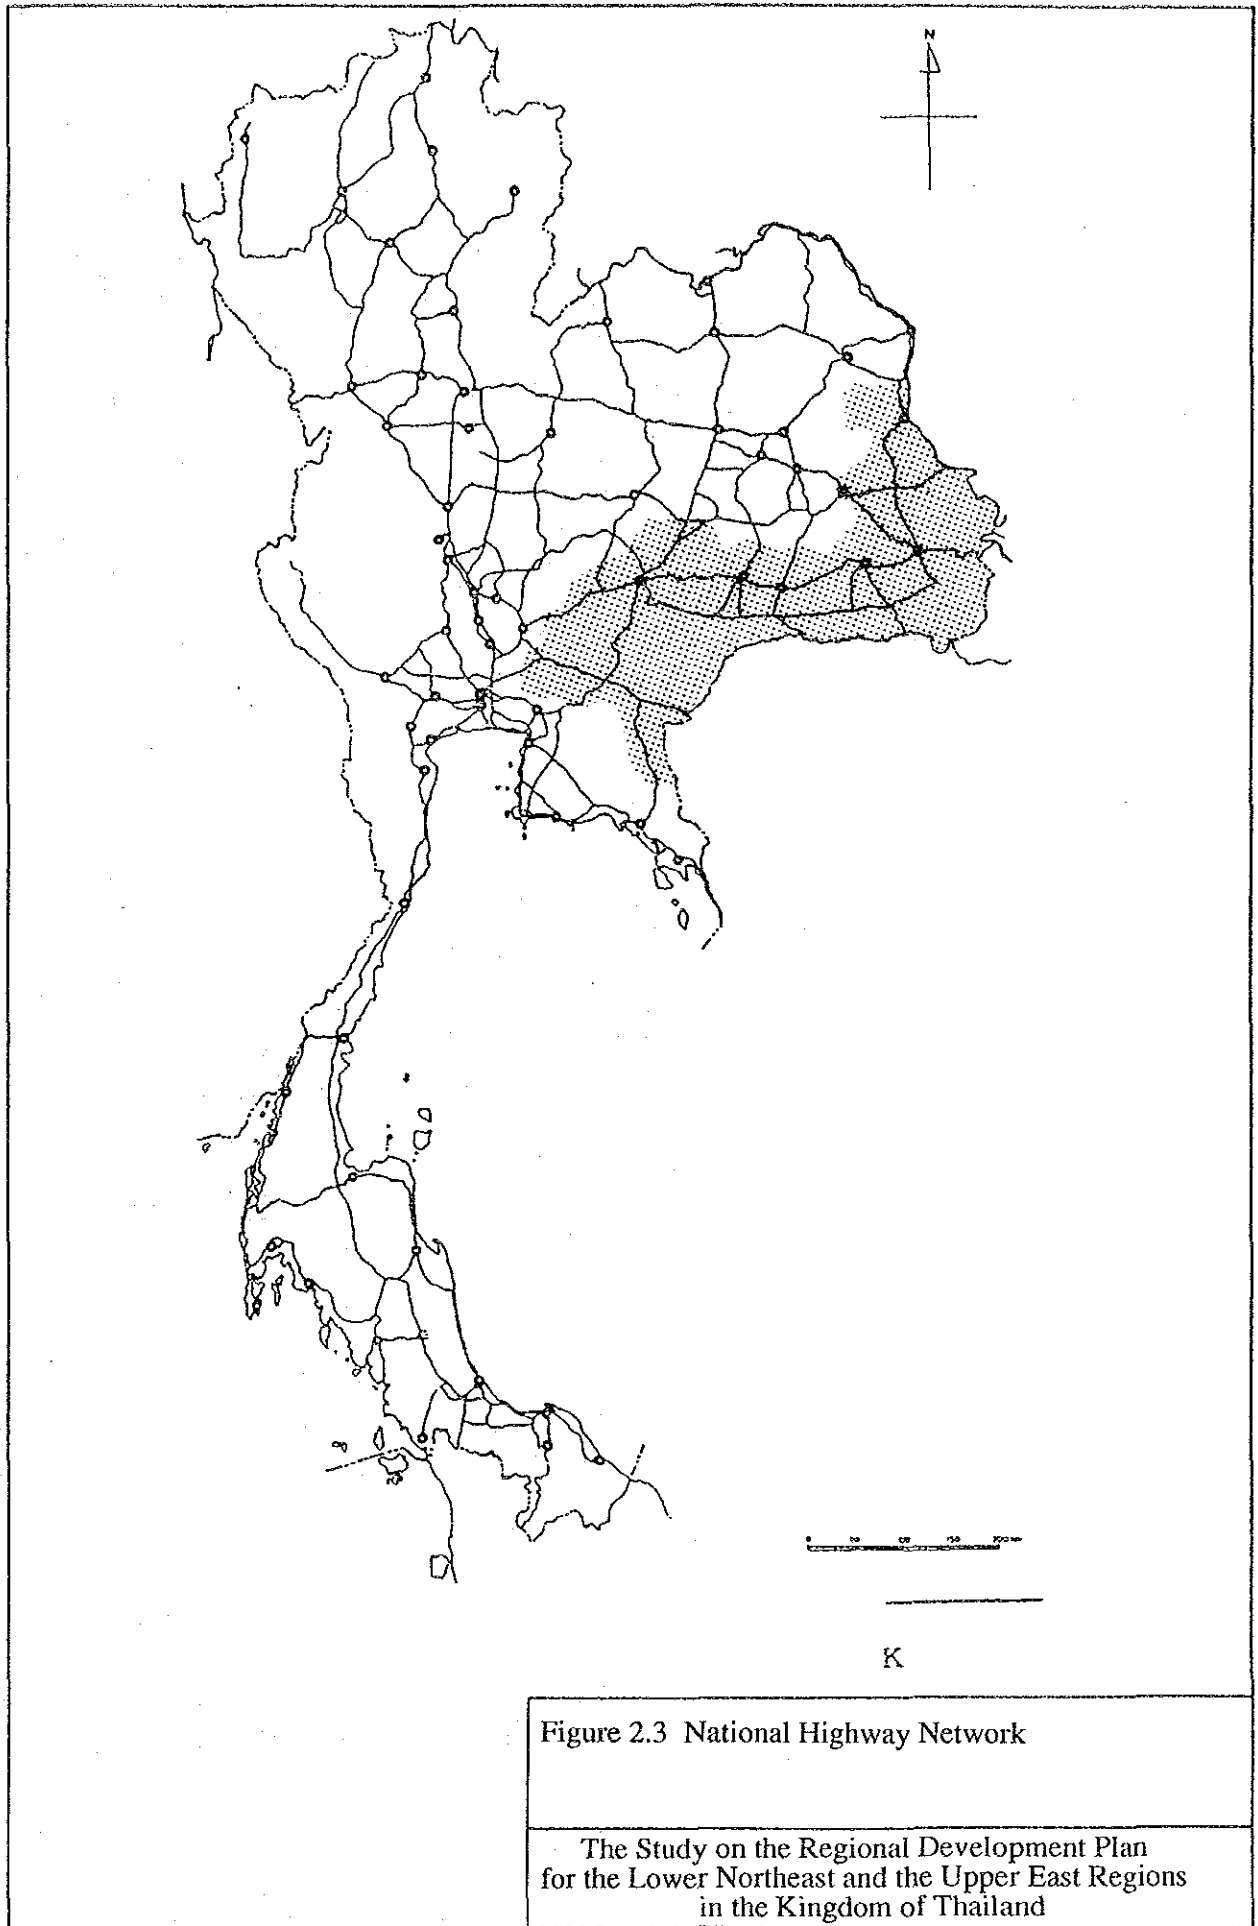 N
K
Figure 2.3 National Highway Network
The Study on the Regional Development Plan
for the Lower Northeast and the Upper East Regions
in the Kingdom of Thailand